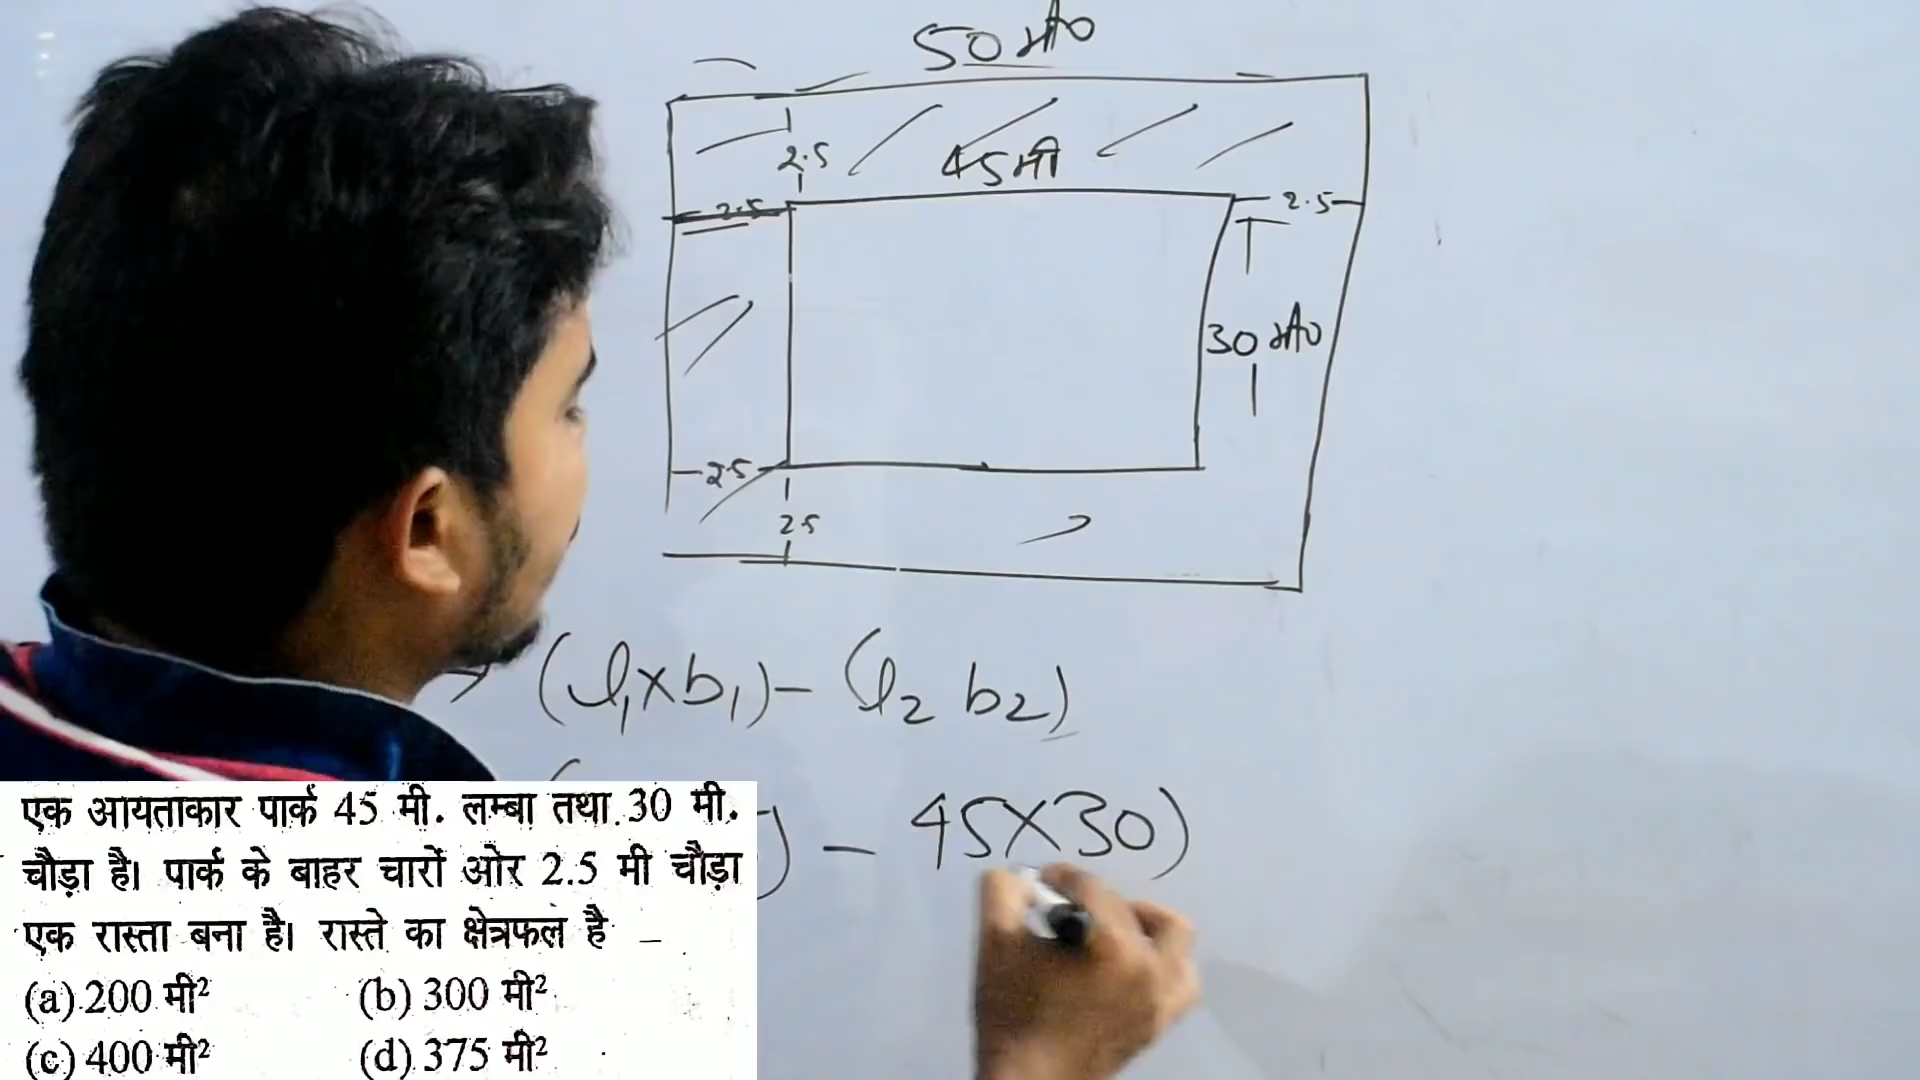 50 मी०
2.5 45मी
2.5 2.5
30 मी०
2.5
2.5
(l₁×b₁)- (l₂ b₂)
) - 45×30)
एक आयताकार पार्क 45 मी. लम्बा तथा 30 मी.
चौड़ा है। पार्क के बाहर चारों ओर 2.5 मी चौड़ा
एक रास्ता बना है। रास्ते का क्षेत्रफल है –
(a) 200 मी² (b) 300 मी²
(c) 400 मी² (d) 375 मी²